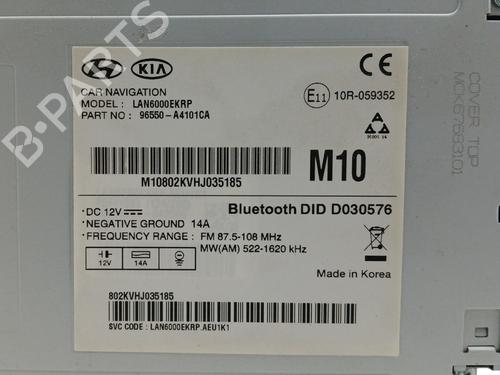 B-PARTS
HYUNDAI KIA
CAR NAVIGATION
MODEL : LAN6000EKRP
PART NO : 96550 - A4101CA
CE
E11 10R-059352
M10802KVHJ035185
M10
· DC 12V
· NEGATIVE GROUND 14A
· FREQUENCY RANGE : FM 87.5-108 MHz
MW(AM) 522-1620 kHz
Bluetooth DID D030576
12V 14A
Made in Korea
802KVHJ035185
SVC CODE : LAN6000EKRP.AEU1K1
COVER TOP
MCK67583101